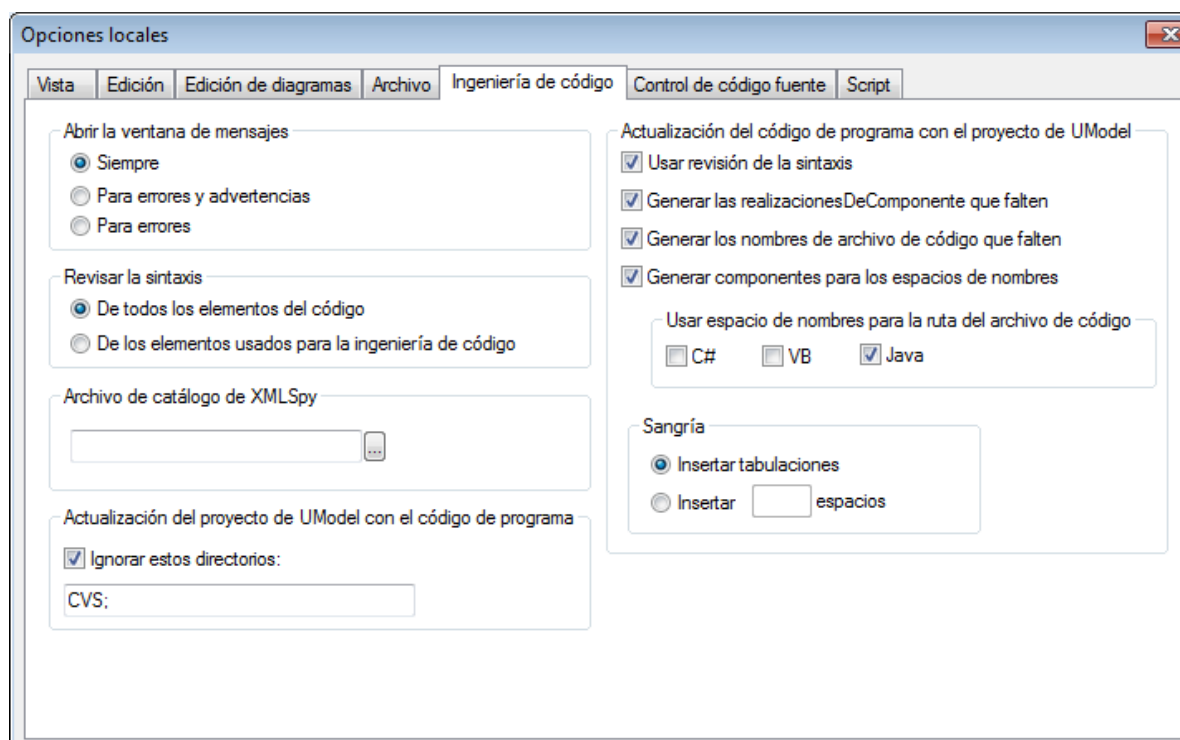 Opciones locales
Vista Edición Edición de diagramas Archivo Ingeniería de código Control de código fuente Script
Abrir la ventana de mensajes
Siempre
Para errores y advertencias
Para errores
Revisar la sintaxis
De todos los elementos del código
De los elementos usados para la ingeniería de código
Archivo de catálogo de XMLSpy
...
Actualización del proyecto de UModel con el código de programa
Ignorar estos directorios:
CVS;
Actualización del código de programa con el proyecto de UModel
Usar revisión de la sintaxis
Generar las realizacionesDeComponente que falten
Generar los nombres de archivo de código que falten
Generar componentes para los espacios de nombres
Usar espacio de nombres para la ruta del archivo de código
C# VB Java
Sangría
Insertar tabulaciones
Insertar espacios